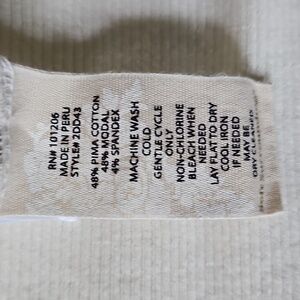 RN# 101206
MADE IN PERU
STYLE# 2DD43
48% PIMA COTTON
48% MODAL
4% SPANDEX
MACHINE WASH
COLD
GENTLE CYCLE
ONLY
NON-CHLORINE
BLEACH WHEN
NEEDED
LAY FLAT TO DRY
COOL IRON
IF NEEDED
MAY BE
DRY CLEANED